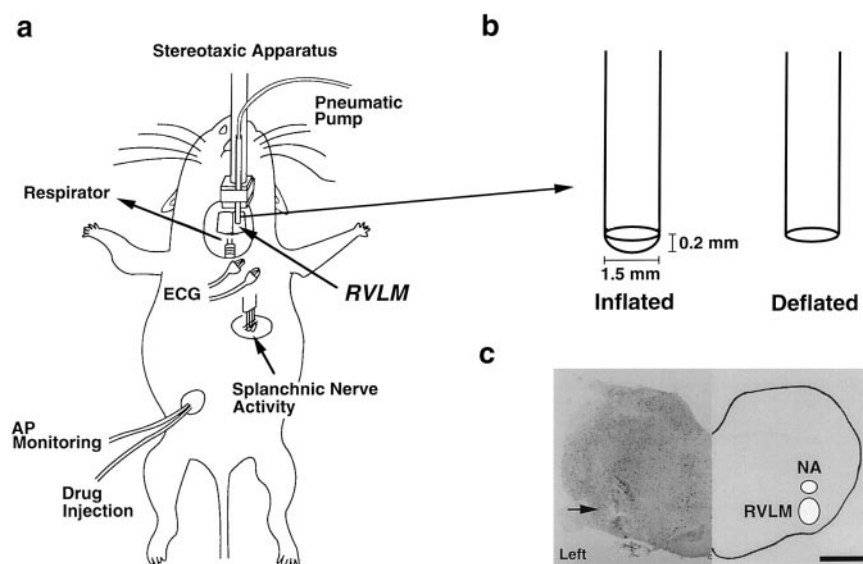 a
Stereotaxic Apparatus
Pneumatic
Pump
Respirator
ECG
RVLM
Splanchnic Nerve
Activity
AP
Monitoring
Drug
Injection
b
0.2 mm
1.5 mm
Inflated
Deflated
c
NA
RVLM
Left